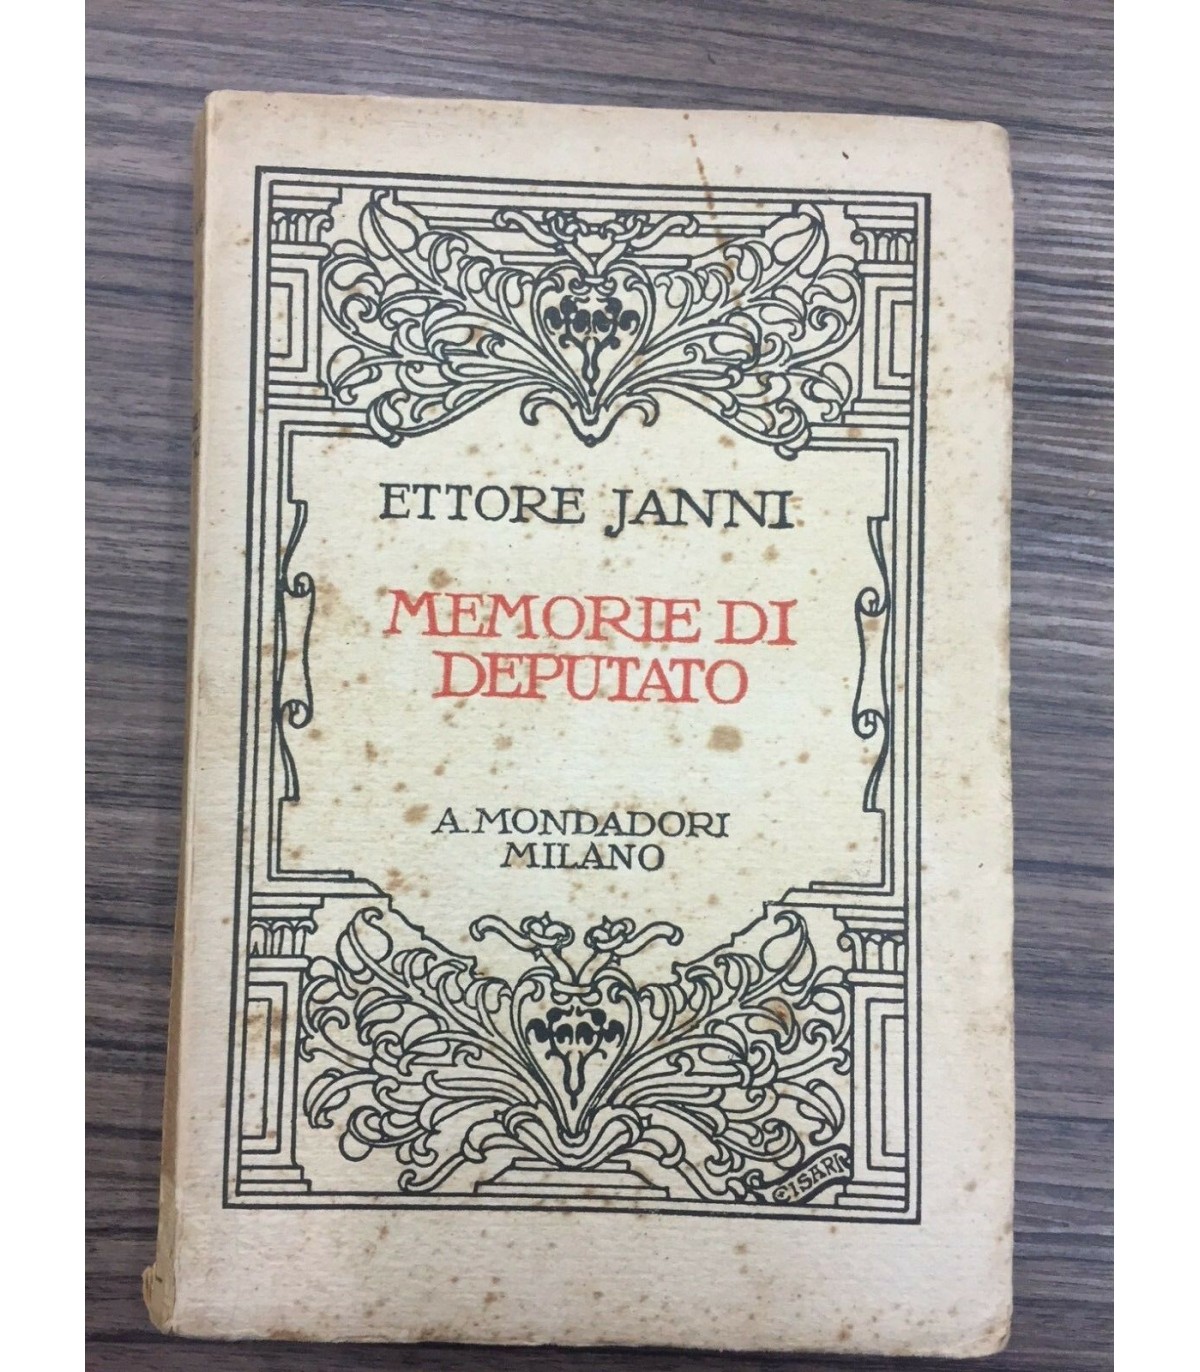 ETTORE JANNI
MEMORIE DI
DEPUTATO
A. MONDADORI
MILANO
CISARI